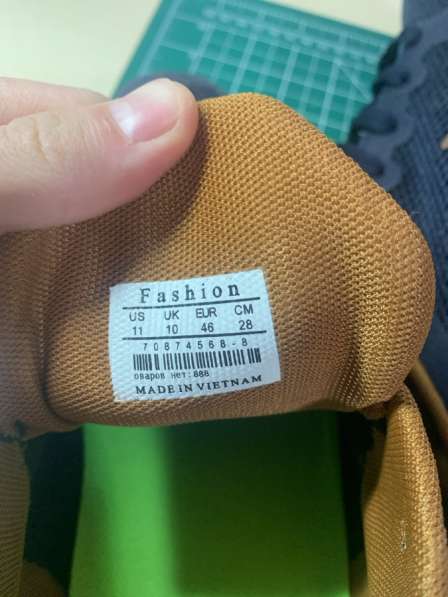 Fashion
US UK EUR CM
11 10 46 28
70874568-8
оваров нет:888
MADE IN VIETNAM